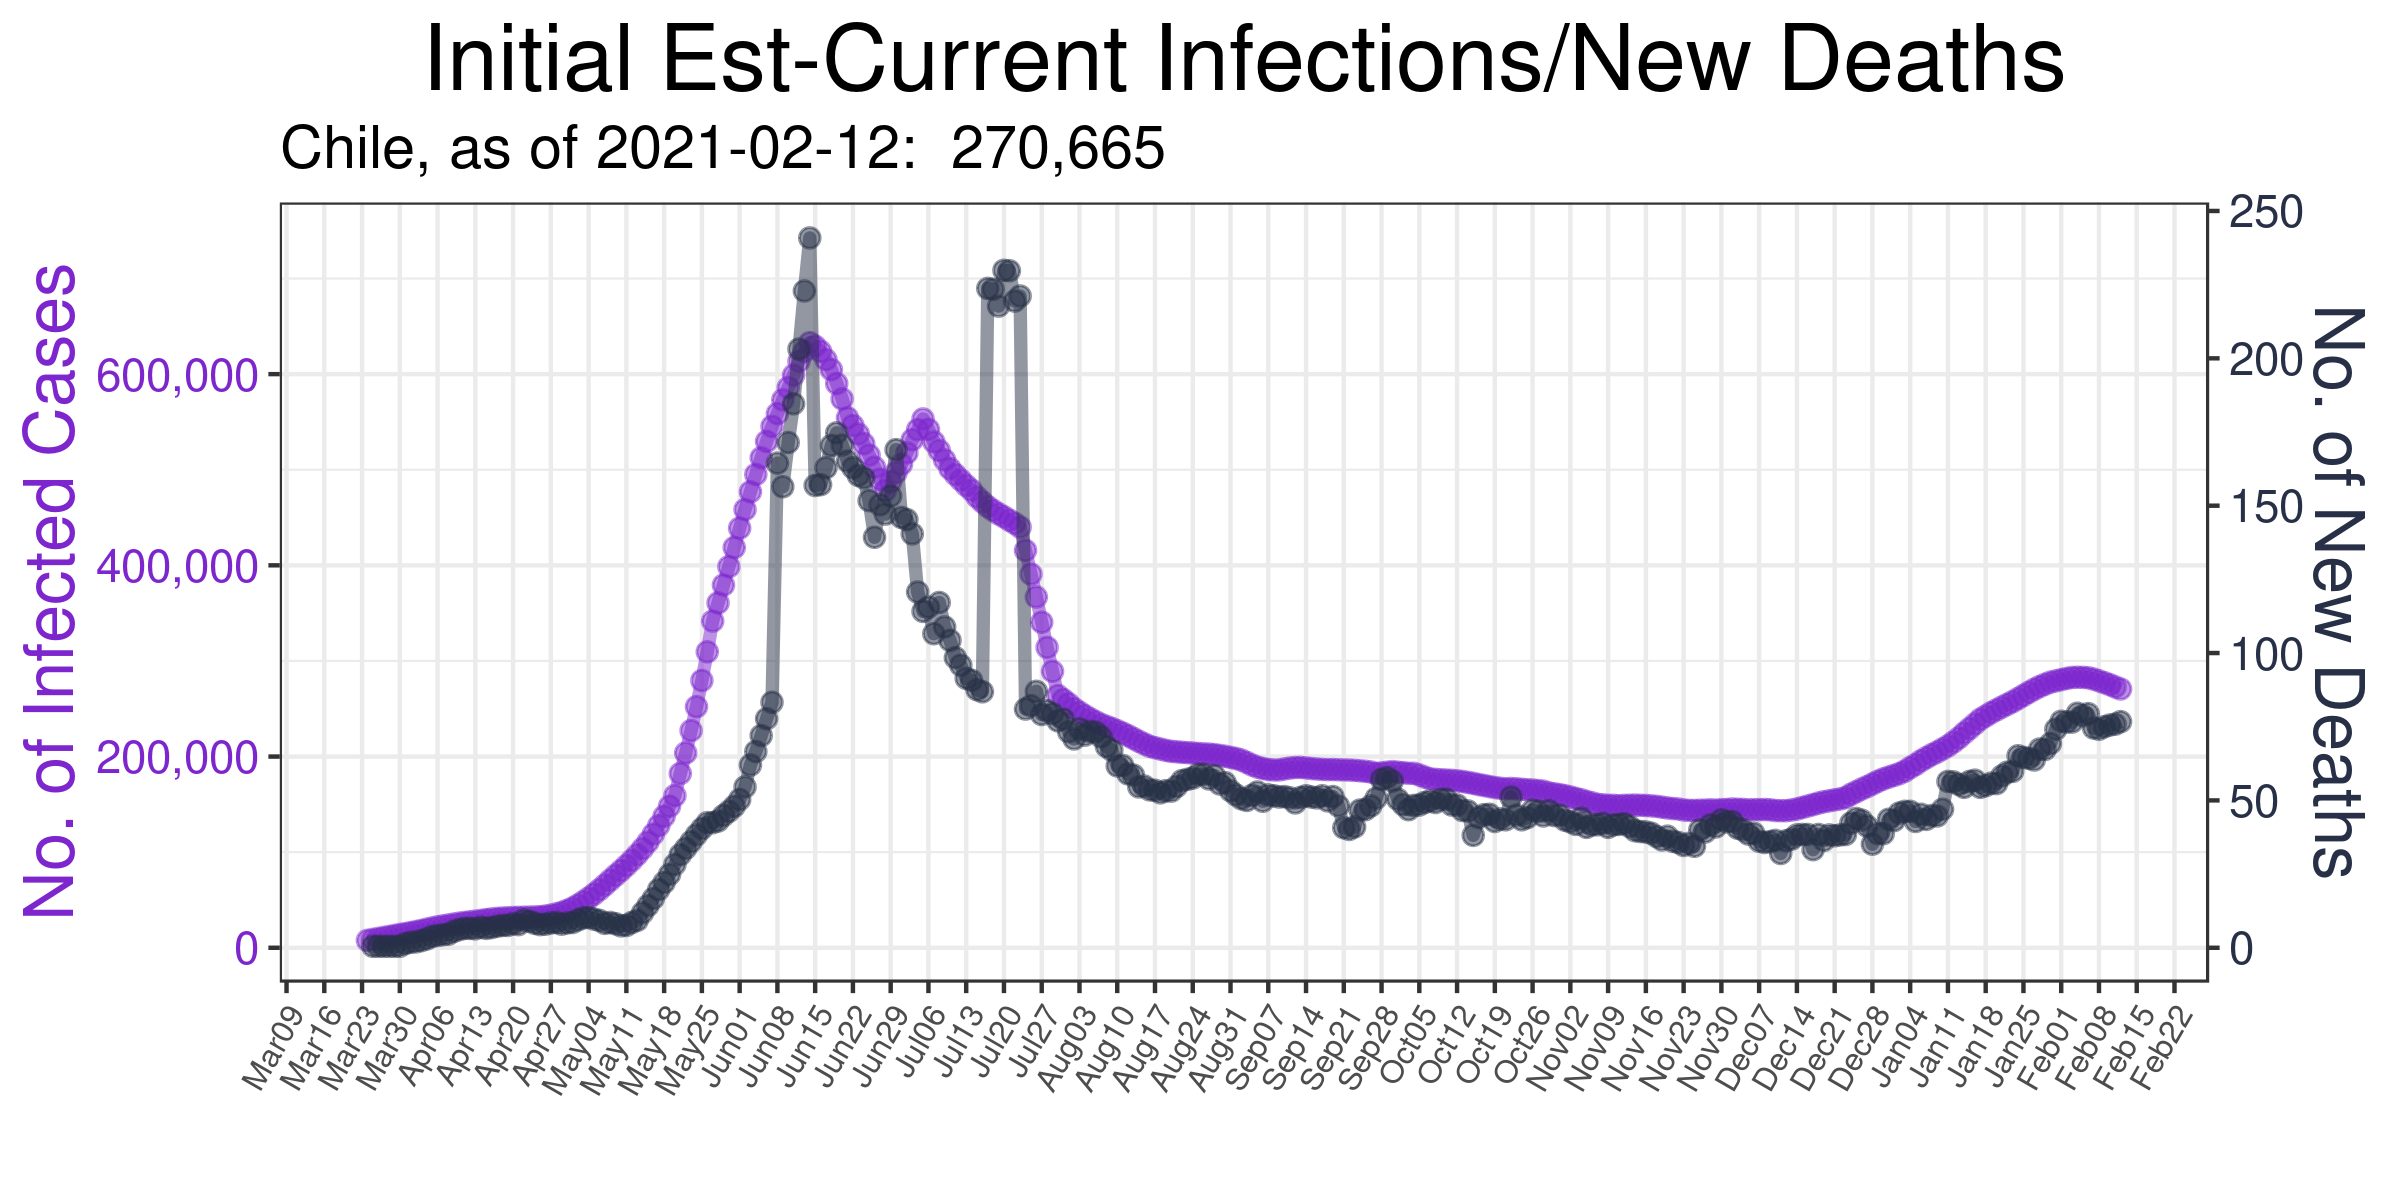 Initial Est-Current Infections/New Deaths
Chile, as of 2021-02-12:  270,665
No. of Infected Cases
600,000
400,000
200,000
0
250
200
150
100
50
0
No. of New Deaths
Mar09
Mar16
Mar23
Mar30
Apr06
Apr13
Apr20
Apr27
May04
May11
May18
May25
Jun01
Jun08
Jun15
Jun22
Jun29
Jul06
Jul13
Jul20
Jul27
Aug03
Aug10
Aug17
Aug24
Aug31
Sep07
Sep14
Sep21
Sep28
Oct05
Oct12
Oct19
Oct26
Nov02
Nov09
Nov16
Nov23
Nov30
Dec07
Dec14
Dec21
Dec28
Jan04
Jan11
Jan18
Jan25
Feb01
Feb08
Feb15
Feb22